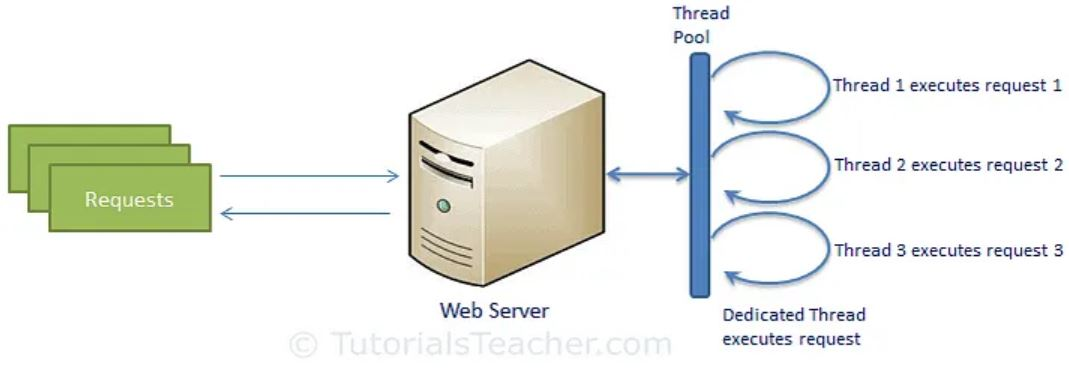 Thread
Pool
Thread 1 executes request 1
Thread 2 executes request 2
Requests
Thread 3 executes request 3
Web Server
Dedicated Thread
executes request
© TutorialsTeacher.com